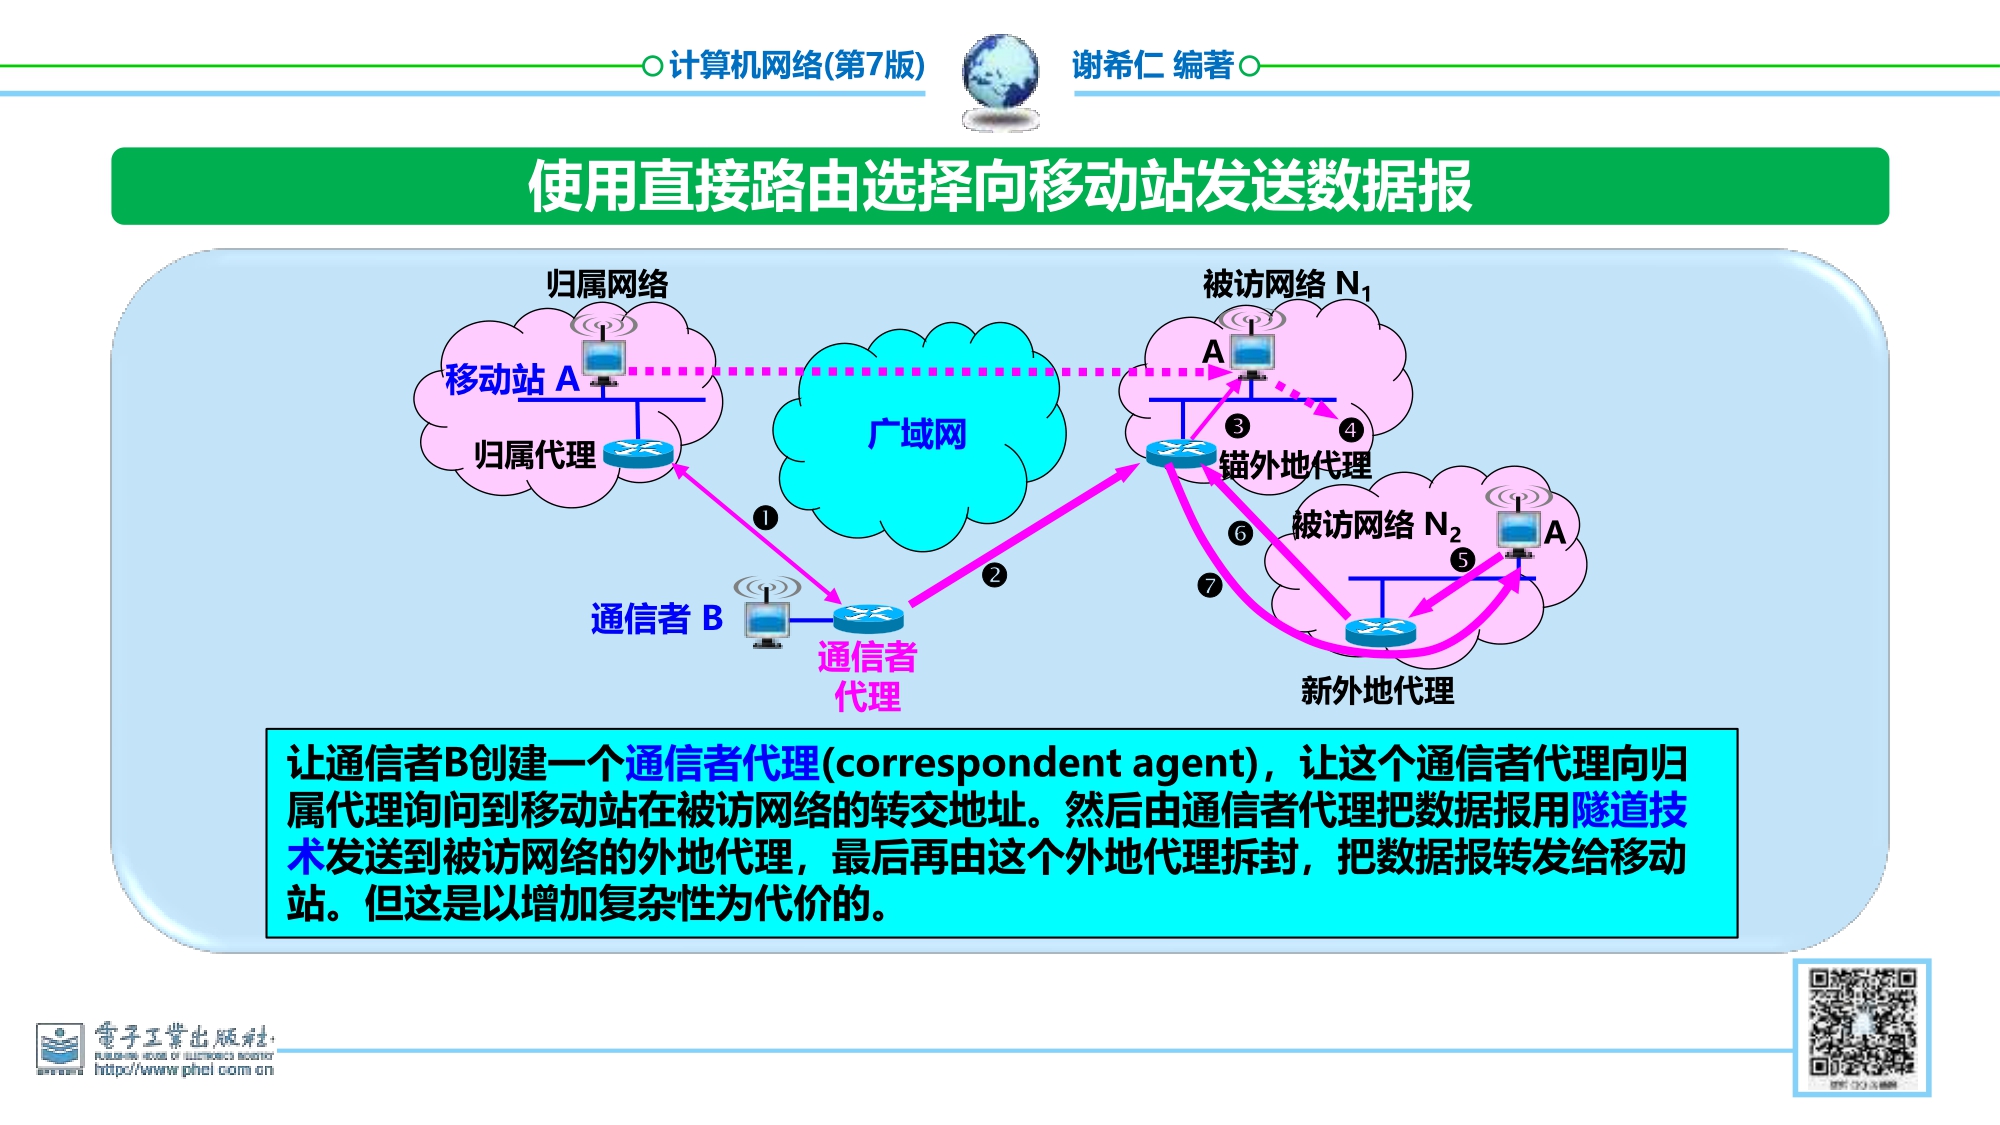 计算机网络(第7版)
谢希仁 编著
使用直接路由选择向移动站发送数据报
归属网络
被访网络 N1
移动站 A
A
广域网
❸
❹
归属代理
锚外地代理
❶
被访网络 N2
A
❻
❺
❷
❼
通信者 B
通信者
代理
新外地代理
让通信者B创建一个通信者代理(correspondent agent)，让这个通信者代理向归
属代理询问到移动站在被访网络的转交地址。然后由通信者代理把数据报用隧道技
术发送到被访网络的外地代理，最后再由这个外地代理拆封，把数据报转发给移动
站。但这是以增加复杂性为代价的。
電子工業出版社
PUBLISHING HOUSE OF ELECTRONICS INDUSTRY
http://www.phei.com.cn